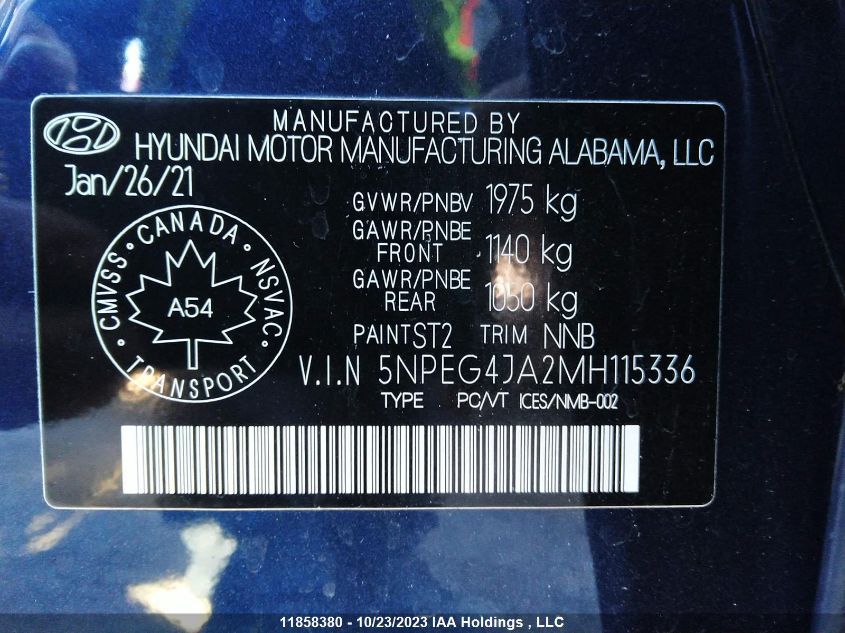 MANUFACTURED BY
HYUNDAI MOTOR MANUFACTURING ALABAMA, LLC
Jan/26/21
GVWR/PNBV 1975 kg
GAWR/PNBE FRONT 1140 kg
GAWR/PNBE REAR 1060 kg
CMVSS • CANADA • NSVAC • TRANSPORT •
A54
PAINT ST2 TRIM NNB
V.I.N 5NPEG4JA2MH115336
TYPE PC/VT ICES/NMB-002
11858380 - 10/23/2023 IAA Holdings , LLC